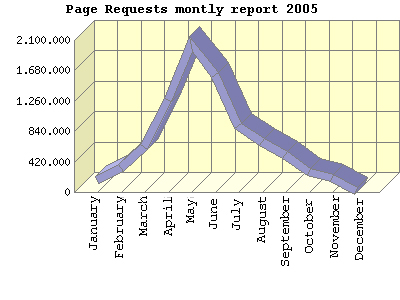 Page Requests montly report 2005
2.100.000
1.680.000
1.260.000
840.000
420.000
0
January
February
March
April
May
June
July
August
September
October
November
December